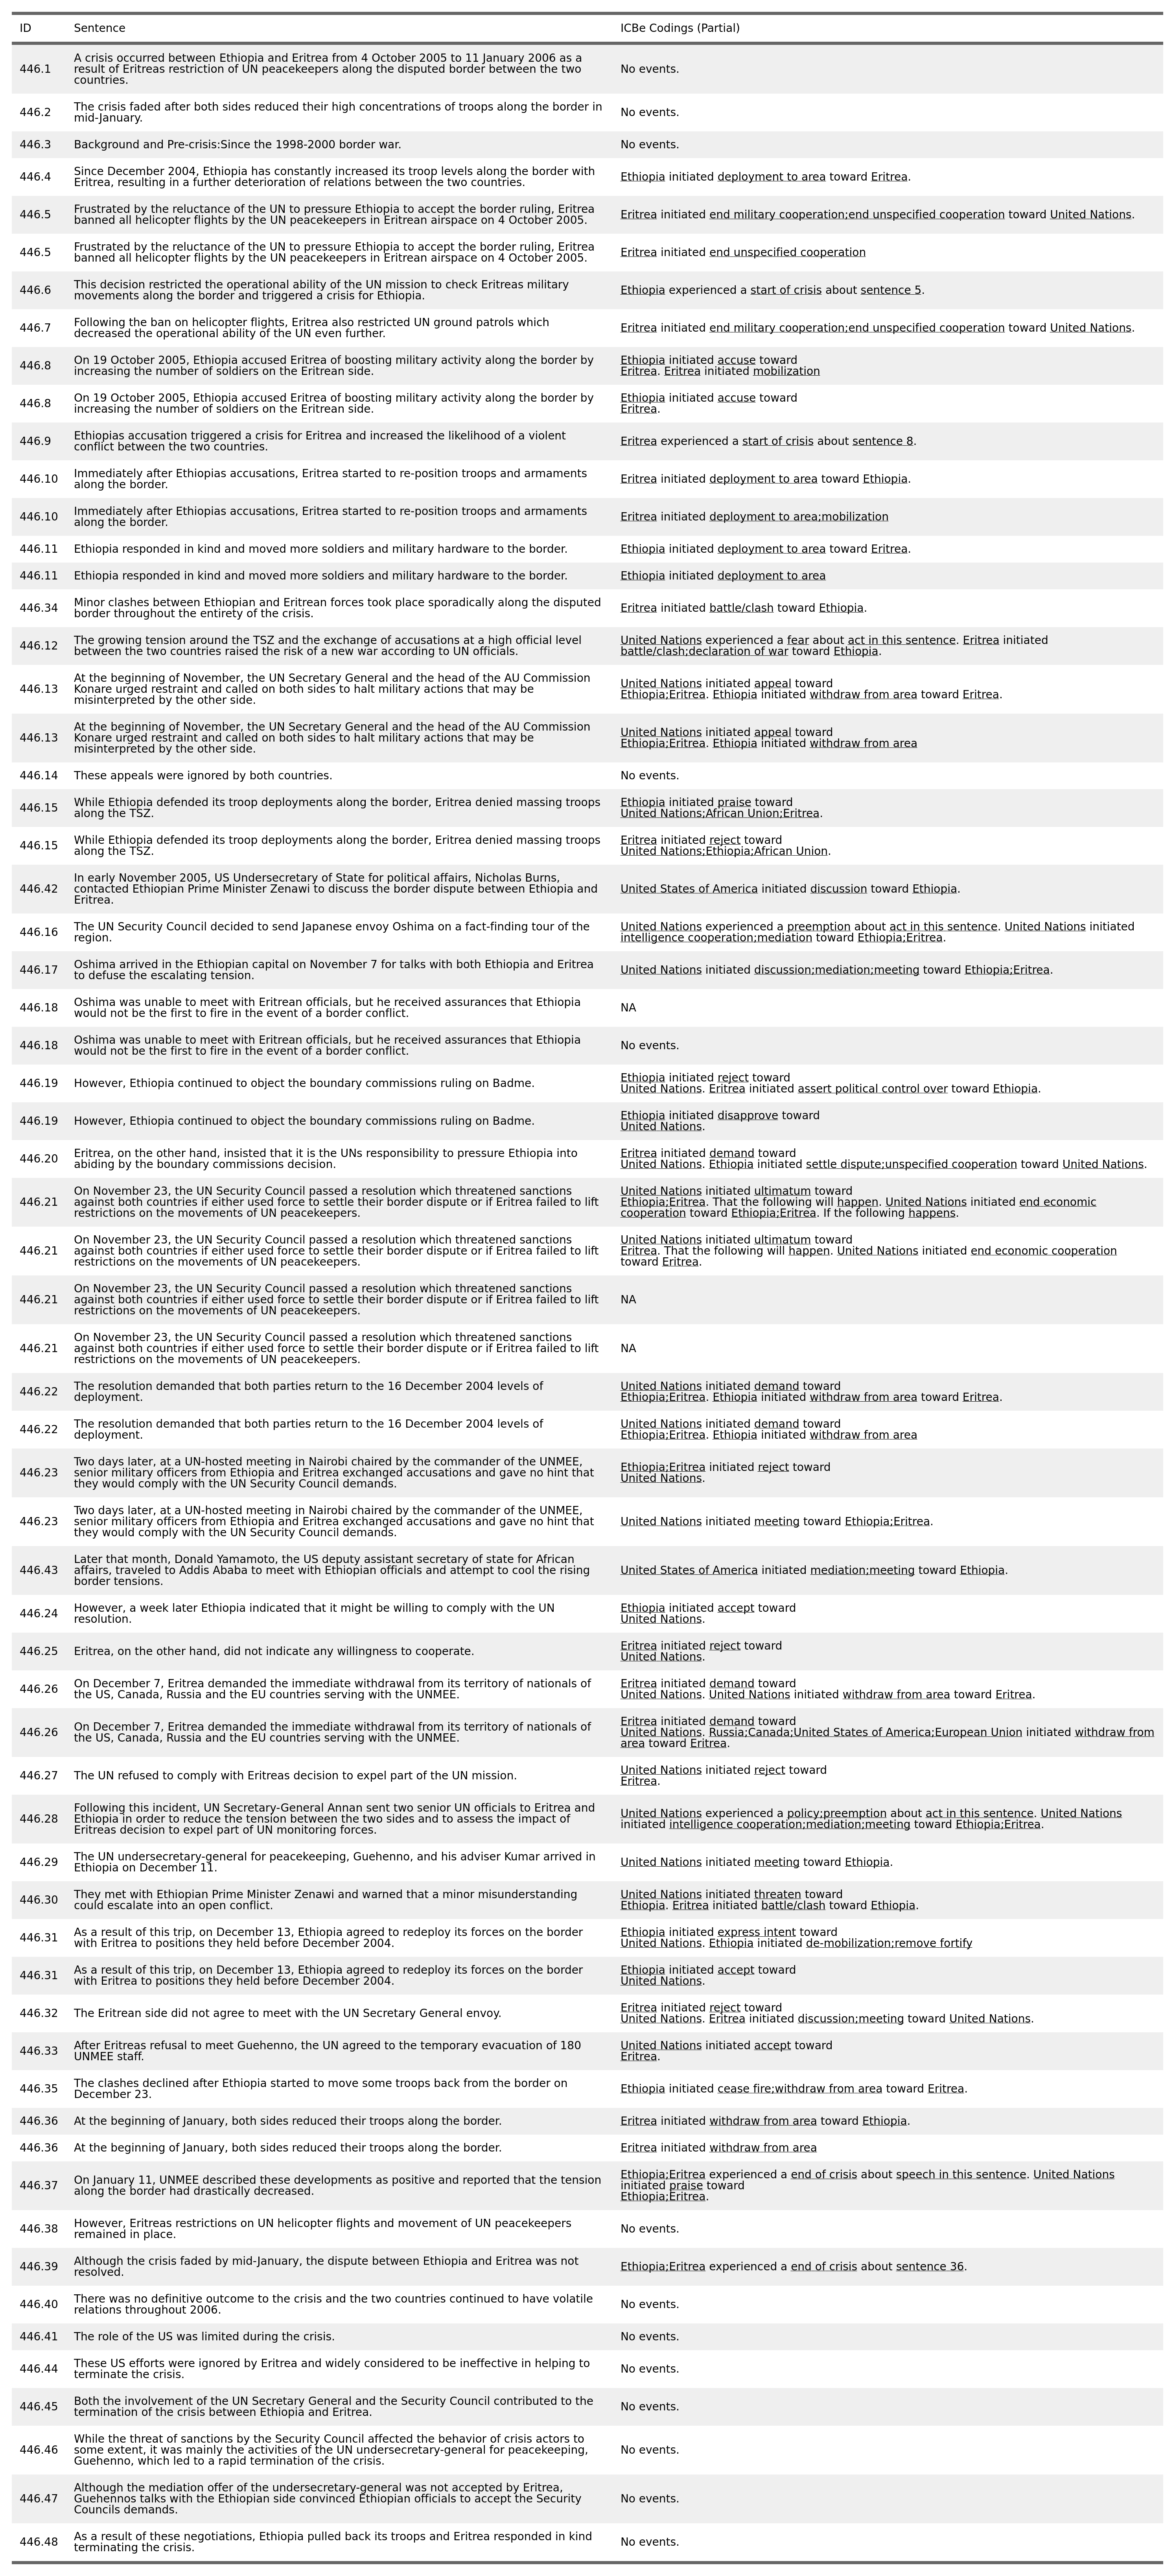 ID Sentence ICBe Codings (Partial)
446.1 A crisis occurred between Ethiopia and Eritrea from 4 October 2005 to 11 January 2006 as a
result of Eritreas restriction of UN peacekeepers along the disputed border between the two
countries.
No events.
446.2 The crisis faded after both sides reduced their high concentrations of troops along the border in
mid-January.
No events.
446.3 Background and Pre-crisis:Since the 1998-2000 border war. No events.
446.4 Since December 2004, Ethiopia has constantly increased its troop levels along the border with
Eritrea, resulting in a further deterioration of relations between the two countries.
Ethiopia initiated deployment to area toward Eritrea.
446.5 Frustrated by the reluctance of the UN to pressure Ethiopia to accept the border ruling, Eritrea
banned all helicopter flights by the UN peacekeepers in Eritrean airspace on 4 October 2005.
Eritrea initiated end military cooperation;end unspecified cooperation toward United Nations.
446.5 Frustrated by the reluctance of the UN to pressure Ethiopia to accept the border ruling, Eritrea
banned all helicopter flights by the UN peacekeepers in Eritrean airspace on 4 October 2005.
Eritrea initiated end unspecified cooperation
446.6 This decision restricted the operational ability of the UN mission to check Eritreas military
movements along the border and triggered a crisis for Ethiopia.
Ethiopia experienced a start of crisis about sentence 5.
446.7 Following the ban on helicopter flights, Eritrea also restricted UN ground patrols which
decreased the operational ability of the UN even further.
Eritrea initiated end military cooperation;end unspecified cooperation toward United Nations.
446.8 On 19 October 2005, Ethiopia accused Eritrea of boosting military activity along the border by
increasing the number of soldiers on the Eritrean side.
Ethiopia initiated accuse toward
Eritrea. Eritrea initiated mobilization
446.8 On 19 October 2005, Ethiopia accused Eritrea of boosting military activity along the border by
increasing the number of soldiers on the Eritrean side.
Ethiopia initiated accuse toward
Eritrea.
446.9 Ethiopias accusation triggered a crisis for Eritrea and increased the likelihood of a violent
conflict between the two countries.
Eritrea experienced a start of crisis about sentence 8.
446.10 Immediately after Ethiopias accusations, Eritrea started to re-position troops and armaments
along the border.
Eritrea initiated deployment to area toward Ethiopia.
446.10 Immediately after Ethiopias accusations, Eritrea started to re-position troops and armaments
along the border.
Eritrea initiated deployment to area;mobilization
446.11 Ethiopia responded in kind and moved more soldiers and military hardware to the border. Ethiopia initiated deployment to area toward Eritrea.
446.11 Ethiopia responded in kind and moved more soldiers and military hardware to the border. Ethiopia initiated deployment to area
446.34 Minor clashes between Ethiopian and Eritrean forces took place sporadically along the disputed
border throughout the entirety of the crisis.
Eritrea initiated battle/clash toward Ethiopia.
446.12 The growing tension around the TSZ and the exchange of accusations at a high official level
between the two countries raised the risk of a new war according to UN officials.
United Nations experienced a fear about act in this sentence. Eritrea initiated
battle/clash;declaration of war toward Ethiopia.
446.13 At the beginning of November, the UN Secretary General and the head of the AU Commission
Konare urged restraint and called on both sides to halt military actions that may be
misinterpreted by the other side.
United Nations initiated appeal toward
Ethiopia;Eritrea. Ethiopia initiated withdraw from area toward Eritrea.
446.13 At the beginning of November, the UN Secretary General and the head of the AU Commission
Konare urged restraint and called on both sides to halt military actions that may be
misinterpreted by the other side.
United Nations initiated appeal toward
Ethiopia;Eritrea. Ethiopia initiated withdraw from area
446.14 These appeals were ignored by both countries. No events.
446.15 While Ethiopia defended its troop deployments along the border, Eritrea denied massing troops
along the TSZ.
Ethiopia initiated praise toward
United Nations;African Union;Eritrea.
446.15 While Ethiopia defended its troop deployments along the border, Eritrea denied massing troops
along the TSZ.
Eritrea initiated reject toward
United Nations;Ethiopia;African Union.
446.42 In early November 2005, US Undersecretary of State for political affairs, Nicholas Burns,
contacted Ethiopian Prime Minister Zenawi to discuss the border dispute between Ethiopia and
Eritrea.
United States of America initiated discussion toward Ethiopia.
446.16 The UN Security Council decided to send Japanese envoy Oshima on a fact-finding tour of the
region.
United Nations experienced a preemption about act in this sentence. United Nations initiated
intelligence cooperation;mediation toward Ethiopia;Eritrea.
446.17 Oshima arrived in the Ethiopian capital on November 7 for talks with both Ethiopia and Eritrea
to defuse the escalating tension.
United Nations initiated discussion;mediation;meeting toward Ethiopia;Eritrea.
446.18 Oshima was unable to meet with Eritrean officials, but he received assurances that Ethiopia
would not be the first to fire in the event of a border conflict.
NA
446.18 Oshima was unable to meet with Eritrean officials, but he received assurances that Ethiopia
would not be the first to fire in the event of a border conflict.
No events.
446.19 However, Ethiopia continued to object the boundary commissions ruling on Badme.
Ethiopia initiated reject toward
United Nations. Eritrea initiated assert political control over toward Ethiopia.
446.19 However, Ethiopia continued to object the boundary commissions ruling on Badme.
Ethiopia initiated disapprove toward
United Nations.
446.20 Eritrea, on the other hand, insisted that it is the UNs responsibility to pressure Ethiopia into
abiding by the boundary commissions decision.
Eritrea initiated demand toward
United Nations. Ethiopia initiated settle dispute;unspecified cooperation toward United Nations.
446.21 On November 23, the UN Security Council passed a resolution which threatened sanctions
against both countries if either used force to settle their border dispute or if Eritrea failed to lift
restrictions on the movements of UN peacekeepers.
United Nations initiated ultimatum toward
Ethiopia;Eritrea. That the following will happen. United Nations initiated end economic
cooperation toward Ethiopia;Eritrea. If the following happens.
446.21 On November 23, the UN Security Council passed a resolution which threatened sanctions
against both countries if either used force to settle their border dispute or if Eritrea failed to lift
restrictions on the movements of UN peacekeepers.
United Nations initiated ultimatum toward
Eritrea. That the following will happen. United Nations initiated end economic cooperation
toward Eritrea.
446.21 On November 23, the UN Security Council passed a resolution which threatened sanctions
against both countries if either used force to settle their border dispute or if Eritrea failed to lift
restrictions on the movements of UN peacekeepers.
NA
446.21 On November 23, the UN Security Council passed a resolution which threatened sanctions
against both countries if either used force to settle their border dispute or if Eritrea failed to lift
restrictions on the movements of UN peacekeepers.
NA
446.22 The resolution demanded that both parties return to the 16 December 2004 levels of
deployment.
United Nations initiated demand toward
Ethiopia;Eritrea. Ethiopia initiated withdraw from area toward Eritrea.
446.22 The resolution demanded that both parties return to the 16 December 2004 levels of
deployment.
United Nations initiated demand toward
Ethiopia;Eritrea. Ethiopia initiated withdraw from area
446.23 Two days later, at a UN-hosted meeting in Nairobi chaired by the commander of the UNMEE,
senior military officers from Ethiopia and Eritrea exchanged accusations and gave no hint that
they would comply with the UN Security Council demands.
Ethiopia;Eritrea initiated reject toward
United Nations.
446.23 Two days later, at a UN-hosted meeting in Nairobi chaired by the commander of the UNMEE,
senior military officers from Ethiopia and Eritrea exchanged accusations and gave no hint that
they would comply with the UN Security Council demands.
United Nations initiated meeting toward Ethiopia;Eritrea.
446.43 Later that month, Donald Yamamoto, the US deputy assistant secretary of state for African
affairs, traveled to Addis Ababa to meet with Ethiopian officials and attempt to cool the rising
border tensions.
United States of America initiated mediation;meeting toward Ethiopia.
446.24 However, a week later Ethiopia indicated that it might be willing to comply with the UN
resolution.
Ethiopia initiated accept toward
United Nations.
446.25 Eritrea, on the other hand, did not indicate any willingness to cooperate.
Eritrea initiated reject toward
United Nations.
446.26 On December 7, Eritrea demanded the immediate withdrawal from its territory of nationals of
the US, Canada, Russia and the EU countries serving with the UNMEE.
Eritrea initiated demand toward
United Nations. United Nations initiated withdraw from area toward Eritrea.
446.26 On December 7, Eritrea demanded the immediate withdrawal from its territory of nationals of
the US, Canada, Russia and the EU countries serving with the UNMEE.
Eritrea initiated demand toward
United Nations. Russia;Canada;United States of America;European Union initiated withdraw from
area toward Eritrea.
446.27 The UN refused to comply with Eritreas decision to expel part of the UN mission.
United Nations initiated reject toward
Eritrea.
446.28 Following this incident, UN Secretary-General Annan sent two senior UN officials to Eritrea and
Ethiopia in order to reduce the tension between the two sides and to assess the impact of
Eritreas decision to expel part of UN monitoring forces.
United Nations experienced a policy;preemption about act in this sentence. United Nations
initiated intelligence cooperation;mediation;meeting toward Ethiopia;Eritrea.
446.29 The UN undersecretary-general for peacekeeping, Guehenno, and his adviser Kumar arrived in
Ethiopia on December 11.
United Nations initiated meeting toward Ethiopia.
446.30 They met with Ethiopian Prime Minister Zenawi and warned that a minor misunderstanding
could escalate into an open conflict.
United Nations initiated threaten toward
Ethiopia. Eritrea initiated battle/clash toward Ethiopia.
446.31 As a result of this trip, on December 13, Ethiopia agreed to redeploy its forces on the border
with Eritrea to positions they held before December 2004.
Ethiopia initiated express intent toward
United Nations. Ethiopia initiated de-mobilization;remove fortify
446.31 As a result of this trip, on December 13, Ethiopia agreed to redeploy its forces on the border
with Eritrea to positions they held before December 2004.
Ethiopia initiated accept toward
United Nations.
446.32 The Eritrean side did not agree to meet with the UN Secretary General envoy.
Eritrea initiated reject toward
United Nations. Eritrea initiated discussion;meeting toward United Nations.
446.33 After Eritreas refusal to meet Guehenno, the UN agreed to the temporary evacuation of 180
UNMEE staff.
United Nations initiated accept toward
Eritrea.
446.35 The clashes declined after Ethiopia started to move some troops back from the border on
December 23.
Ethiopia initiated cease fire;withdraw from area toward Eritrea.
446.36 At the beginning of January, both sides reduced their troops along the border. Eritrea initiated withdraw from area toward Ethiopia.
446.36 At the beginning of January, both sides reduced their troops along the border. Eritrea initiated withdraw from area
446.37 On January 11, UNMEE described these developments as positive and reported that the tension
along the border had drastically decreased.
Ethiopia;Eritrea experienced a end of crisis about speech in this sentence. United Nations
initiated praise toward
Ethiopia;Eritrea.
446.38 However, Eritreas restrictions on UN helicopter flights and movement of UN peacekeepers
remained in place.
No events.
446.39 Although the crisis faded by mid-January, the dispute between Ethiopia and Eritrea was not
resolved.
Ethiopia;Eritrea experienced a end of crisis about sentence 36.
446.40 There was no definitive outcome to the crisis and the two countries continued to have volatile
relations throughout 2006.
No events.
446.41 The role of the US was limited during the crisis. No events.
446.44 These US efforts were ignored by Eritrea and widely considered to be ineffective in helping to
terminate the crisis.
No events.
446.45 Both the involvement of the UN Secretary General and the Security Council contributed to the
termination of the crisis between Ethiopia and Eritrea.
No events.
446.46 While the threat of sanctions by the Security Council affected the behavior of crisis actors to
some extent, it was mainly the activities of the UN undersecretary-general for peacekeeping,
Guehenno, which led to a rapid termination of the crisis.
No events.
446.47 Although the mediation offer of the undersecretary-general was not accepted by Eritrea,
Guehennos talks with the Ethiopian side convinced Ethiopian officials to accept the Security
Councils demands.
No events.
446.48 As a result of these negotiations, Ethiopia pulled back its troops and Eritrea responded in kind
terminating the crisis.
No events.